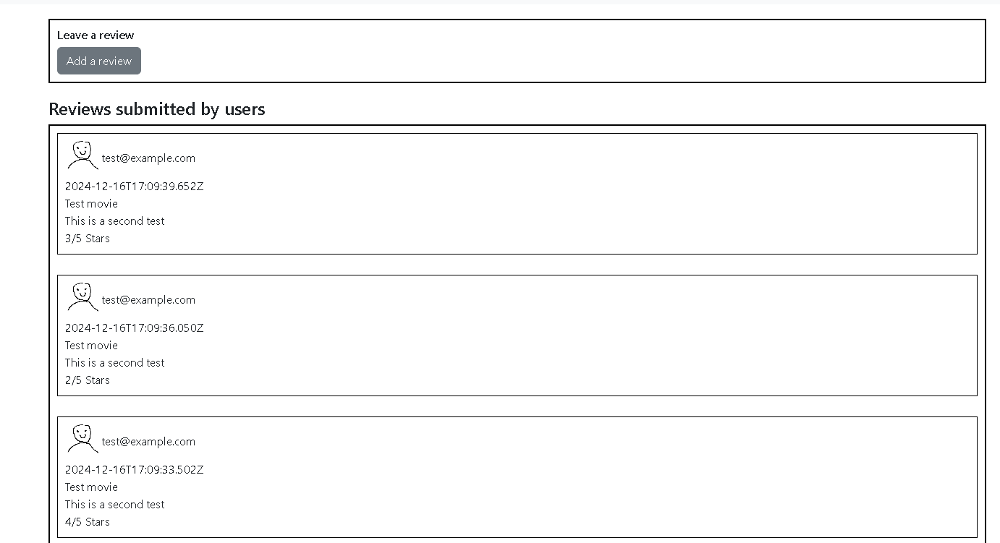 Leave a review
Add a review
Reviews submitted by users
test@example.com
2024-12-16T17:09:39.652Z
Test movie
This is a second test
3/5 Stars
test@example.com
2024-12-16T17:09:36.050Z
Test movie
This is a second test
2/5 Stars
test@example.com
2024-12-16T17:09:33.502Z
Test movie
This is a second test
4/5 Stars